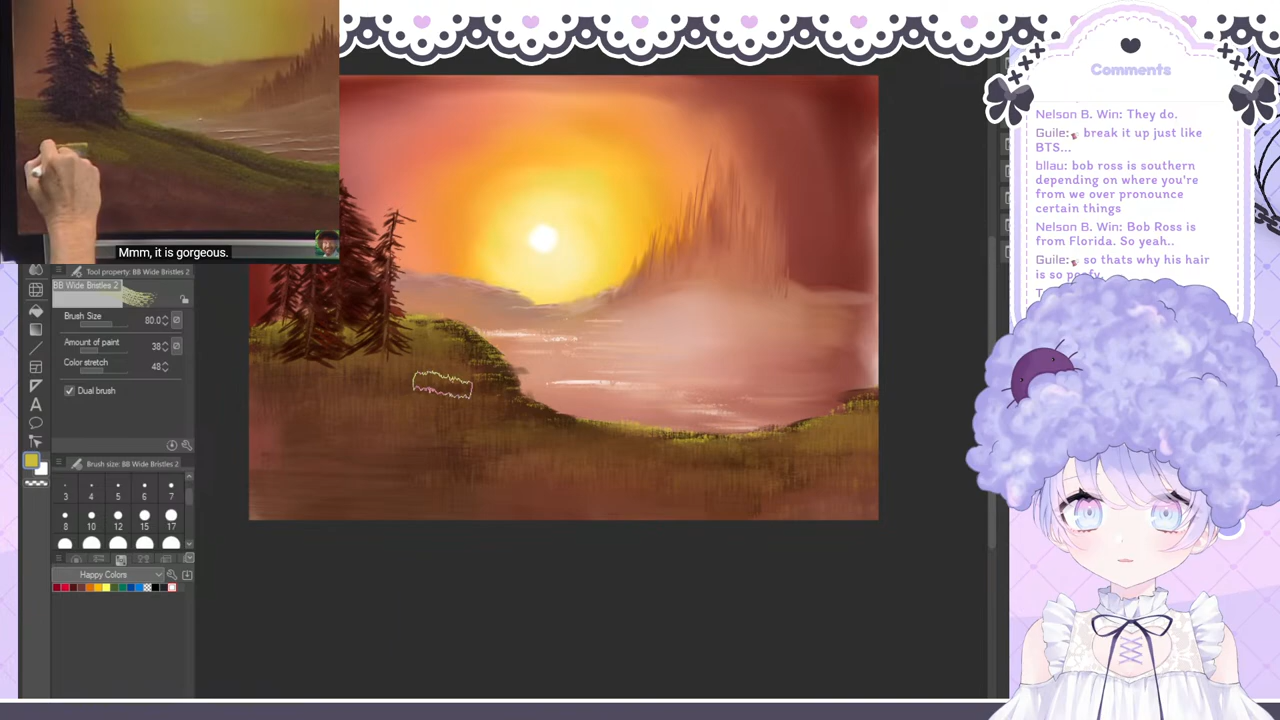 Mmm, it is gorgeous.
Tool property: BB Wide Bristles 2
BB Wide Bristles 2
Brush Size 80.0
Amount of paint 38
Color stretch 48
Dual brush
Brush size: BB Wide Bristles 2
3 4 5 6 7
8 10 12 15 17
Happy Colors
Comments
Nelson B. Win: They do.
Guile: break it up just like
BTS...
bllau: bob ross is southern
depending on where you're
from we over pronounce
certain things
Nelson B. Win: Bob Ross is
from Florida. So yeah..
Guile: so thats why his hair
is so poofy.